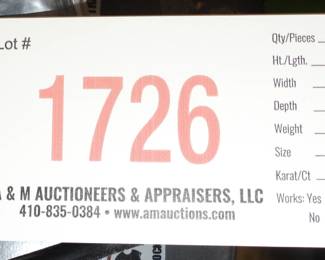 Lot #
1726
& M AUCTIONEERS & APPRAISERS, LLC
410-835-0384 • www.amauctions.com
Qty/Pieces
Ht./Lgth.
Width
Depth
Weight
Size
Karat/Ct
Works: Yes
No